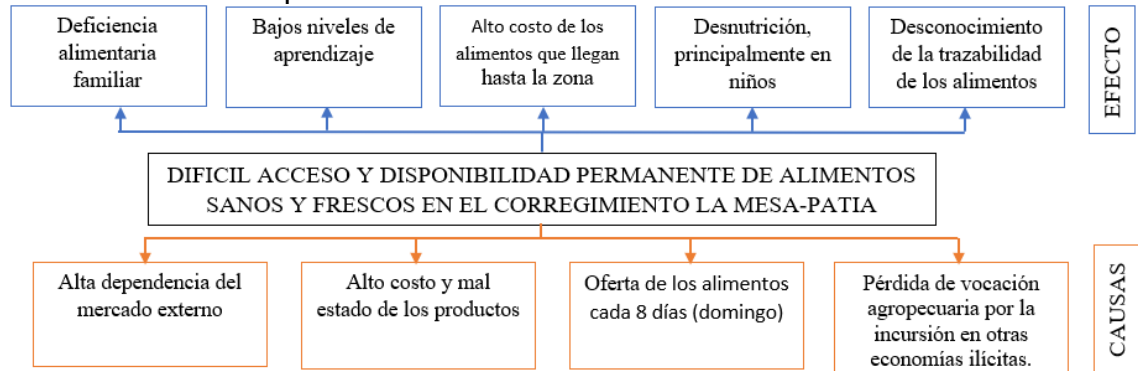 Deficiencia
alimentaria
familiar
Bajos niveles de
aprendizaje
Alto costo de los
alimentos que llegan
hasta la zona
Desnutrición,
principalmente en
niños
Desconocimiento
de la trazabilidad
de los alimentos
EFECTO
DIFICIL ACCESO Y DISPONIBILIDAD PERMANENTE DE ALIMENTOS
SANOS Y FRESCOS EN EL CORREGIMIENTO LA MESA-PATIA
Alta dependencia del
mercado externo
Alto costo y mal
estado de los productos
Oferta de los alimentos
cada 8 días (domingo)
Pérdida de vocación
agropecuaria por la
incursión en otras
economías ilícitas.
CAUSAS